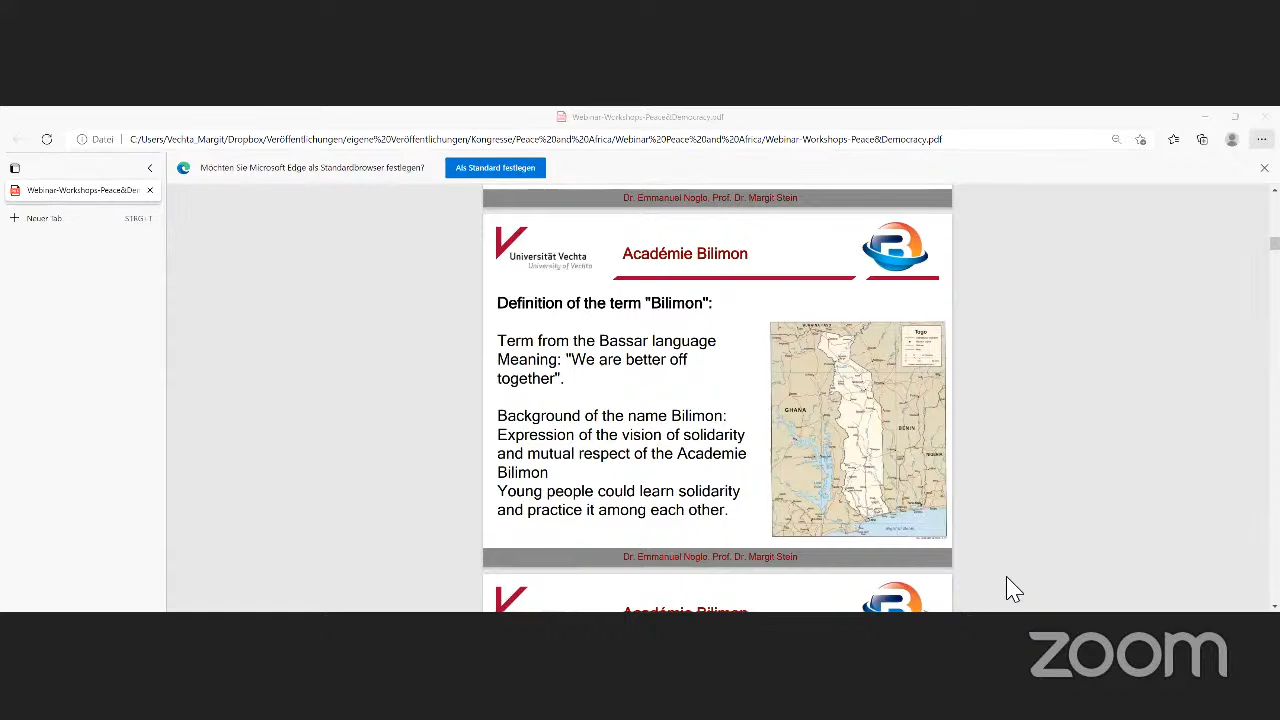 Webinar-Workshops-Peace&Democracy.pdf
Datei
C:/Users/Vechta_Margit/Dropbox/Veröffentlichungen/eigene%20Veröffentlichungen/Kongresse/Peace%20and%20Africa/Webinar%20Peace%20and%20Africa/Webinar-Workshops-Peace&Democracy.pdf
Möchten Sie Microsoft Edge als Standardbrowser festlegen?
Als Standard festlegen
Webinar-Workshops-Peace&Den
Neuer Tab
STRG+T
Dr. Emmanuel Noglo, Prof. Dr. Margit Stein
Universität Vechta
University of Vechta
Académie Bilimon
B
Definition of the term "Bilimon":
Term from the Bassar language
Meaning: "We are better off
together".
Background of the name Bilimon:
Expression of the vision of solidarity
and mutual respect of the Academie
Bilimon
Young people could learn solidarity
and practice it among each other.
BURKINA FASO
Togo
GHANA
BENIN
NIGERIA
Dr. Emmanuel Noglo, Prof. Dr. Margit Stein
Académie Bilimon
zoom